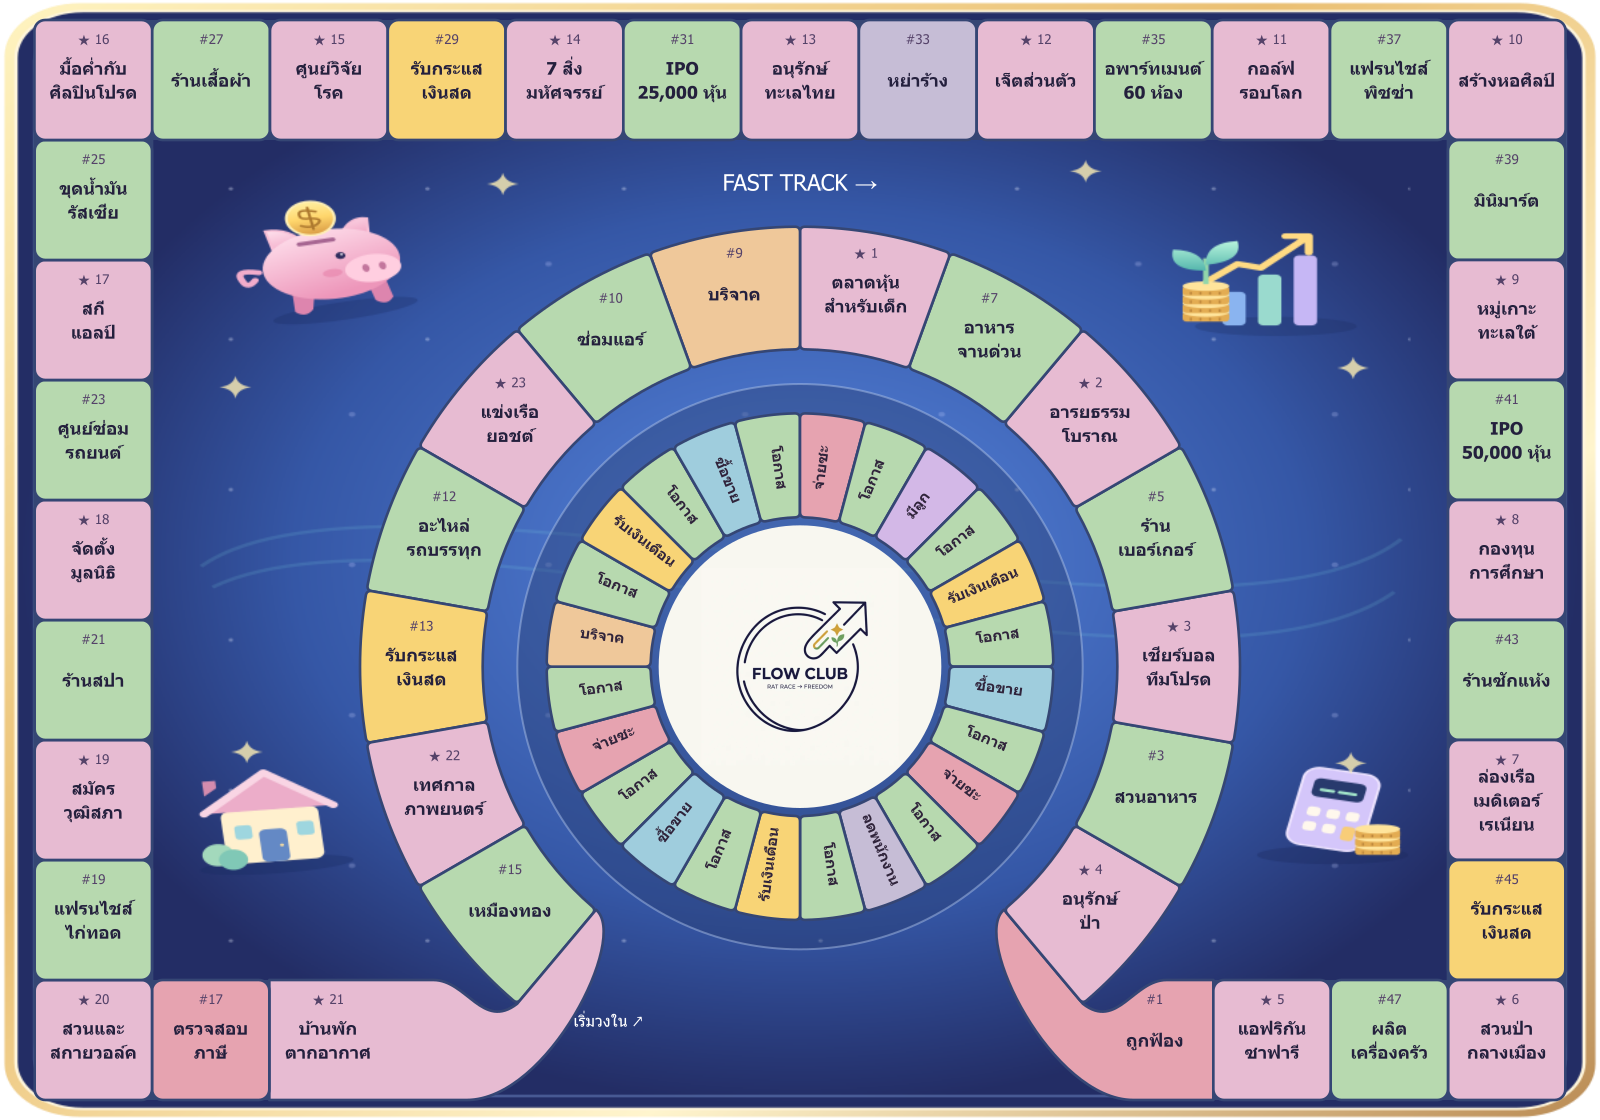 ★ 16
มื้อค่ำกับ
ศิลปินโปรด
#27
ร้านเสื้อผ้า
★ 15
ศูนย์วิจัย
โรค
#29
รับกระแส
เงินสด
★ 14
7 สิ่ง
มหัศจรรย์
#31
IPO
25,000 หุ้น
★ 13
อนุรักษ์
ทะเลไทย
#33
หย่าร้าง
★ 12
เจ็ตส่วนตัว
#35
อพาร์ทเมนต์
60 ห้อง
★ 11
กอล์ฟ
รอบโลก
#37
แฟรนไชส์
พิซซ่า
★ 10
สร้างหอศิลป์
#39
มินิมาร์ต
★ 9
หมู่เกาะ
ทะเลใต้
#41
IPO
50,000 หุ้น
★ 8
กองทุน
การศึกษา
#43
ร้านซักแห้ง
★ 7
ล่องเรือ
เมดิเตอร์
เรเนียน
#45
รับกระแส
เงินสด
★ 6
สวนป่า
กลางเมือง
#47
ผลิต
เครื่องครัว
★ 5
แอฟริกัน
ซาฟารี
#1
ถูกฟ้อง
★ 4
อนุรักษ์
ป่า
#3
สวนอาหาร
★ 3
เชียร์บอล
ทีมโปรด
#5
ร้าน
เบอร์เกอร์
★ 2
อารยธรรม
โบราณ
#7
อาหาร
จานด่วน
★ 1
ตลาดหุ้น
สำหรับเด็ก
#9
บริจาค
#10
ซ่อมแอร์
★ 23
แข่งเรือ
ยอชต์
#12
อะไหล่
รถบรรทุก
#13
รับกระแส
เงินสด
★ 22
เทศกาล
ภาพยนตร์
#15
เหมืองทอง
★ 21
บ้านพัก
ตากอากาศ
#17
ตรวจสอบ
ภาษี
★ 20
สวนและ
สกายวอล์ค
#19
แฟรนไชส์
ไก่ทอด
★ 19
สมัคร
วุฒิสภา
#21
ร้านสปา
★ 18
จัดตั้ง
มูลนิธิ
#23
ศูนย์ซ่อม
รถยนต์
★ 17
สกี
แอลป์
#25
ขุดน้ำมัน
รัสเซีย
FAST TRACK →
จ่ายซะ
โอกาส
มีลูก
โอกาส
รับเงินเดือน
โอกาส
ซื้อขาย
โอกาส
จ่ายซะ
โอกาส
ลดพนักงาน
โอกาส
รับเงินเดือน
โอกาส
ซื้อขาย
โอกาส
จ่ายซะ
โอกาส
บริจาค
โอกาส
รับเงินเดือน
โอกาส
ซื้อขาย
โอกาส
FLOW CLUB
RAT RACE → FREEDOM
เริ่มวงใน ↗